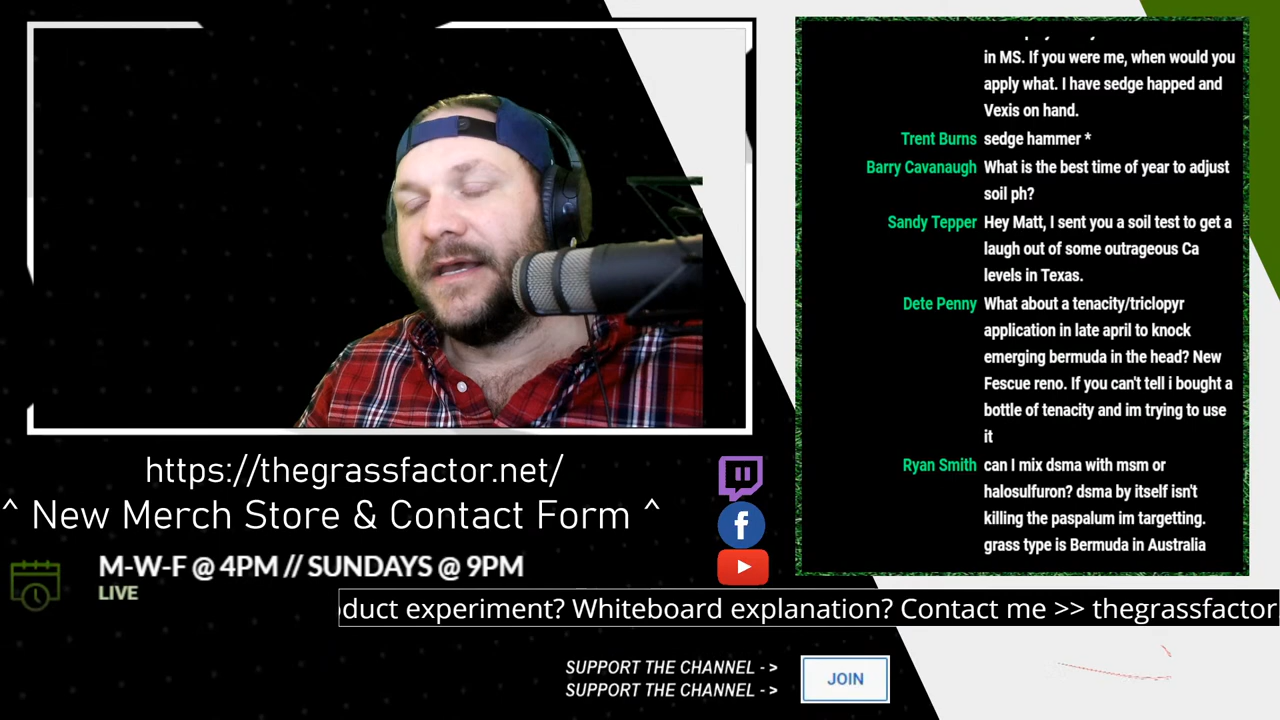 in MS. If you were me, when would you
apply what. I have sedge happed and
Vexis on hand.
Trent Burns sedge hammer *
Barry Cavanaugh What is the best time of year to adjust
soil ph?
Sandy Tepper Hey Matt, I sent you a soil test to get a
laugh out of some outrageous Ca
levels in Texas.
Dete Penny What about a tenacity/triclopyr
application in late april to knock
emerging bermuda in the head? New
Fescue reno. If you can't tell i bought a
bottle of tenacity and im trying to use
it
Ryan Smith can I mix dsma with msm or
halosulfuron? dsma by itself isn't
killing the paspalum im targetting.
grass type is Bermuda in Australia
https://thegrassfactor.net/
^ New Merch Store & Contact Form ^
M-W-F @ 4PM // SUNDAYS @ 9PM
LIVE
duct experiment? Whiteboard explanation? Contact me >> thegrassfactor
SUPPORT THE CHANNEL - >
SUPPORT THE CHANNEL - >
JOIN